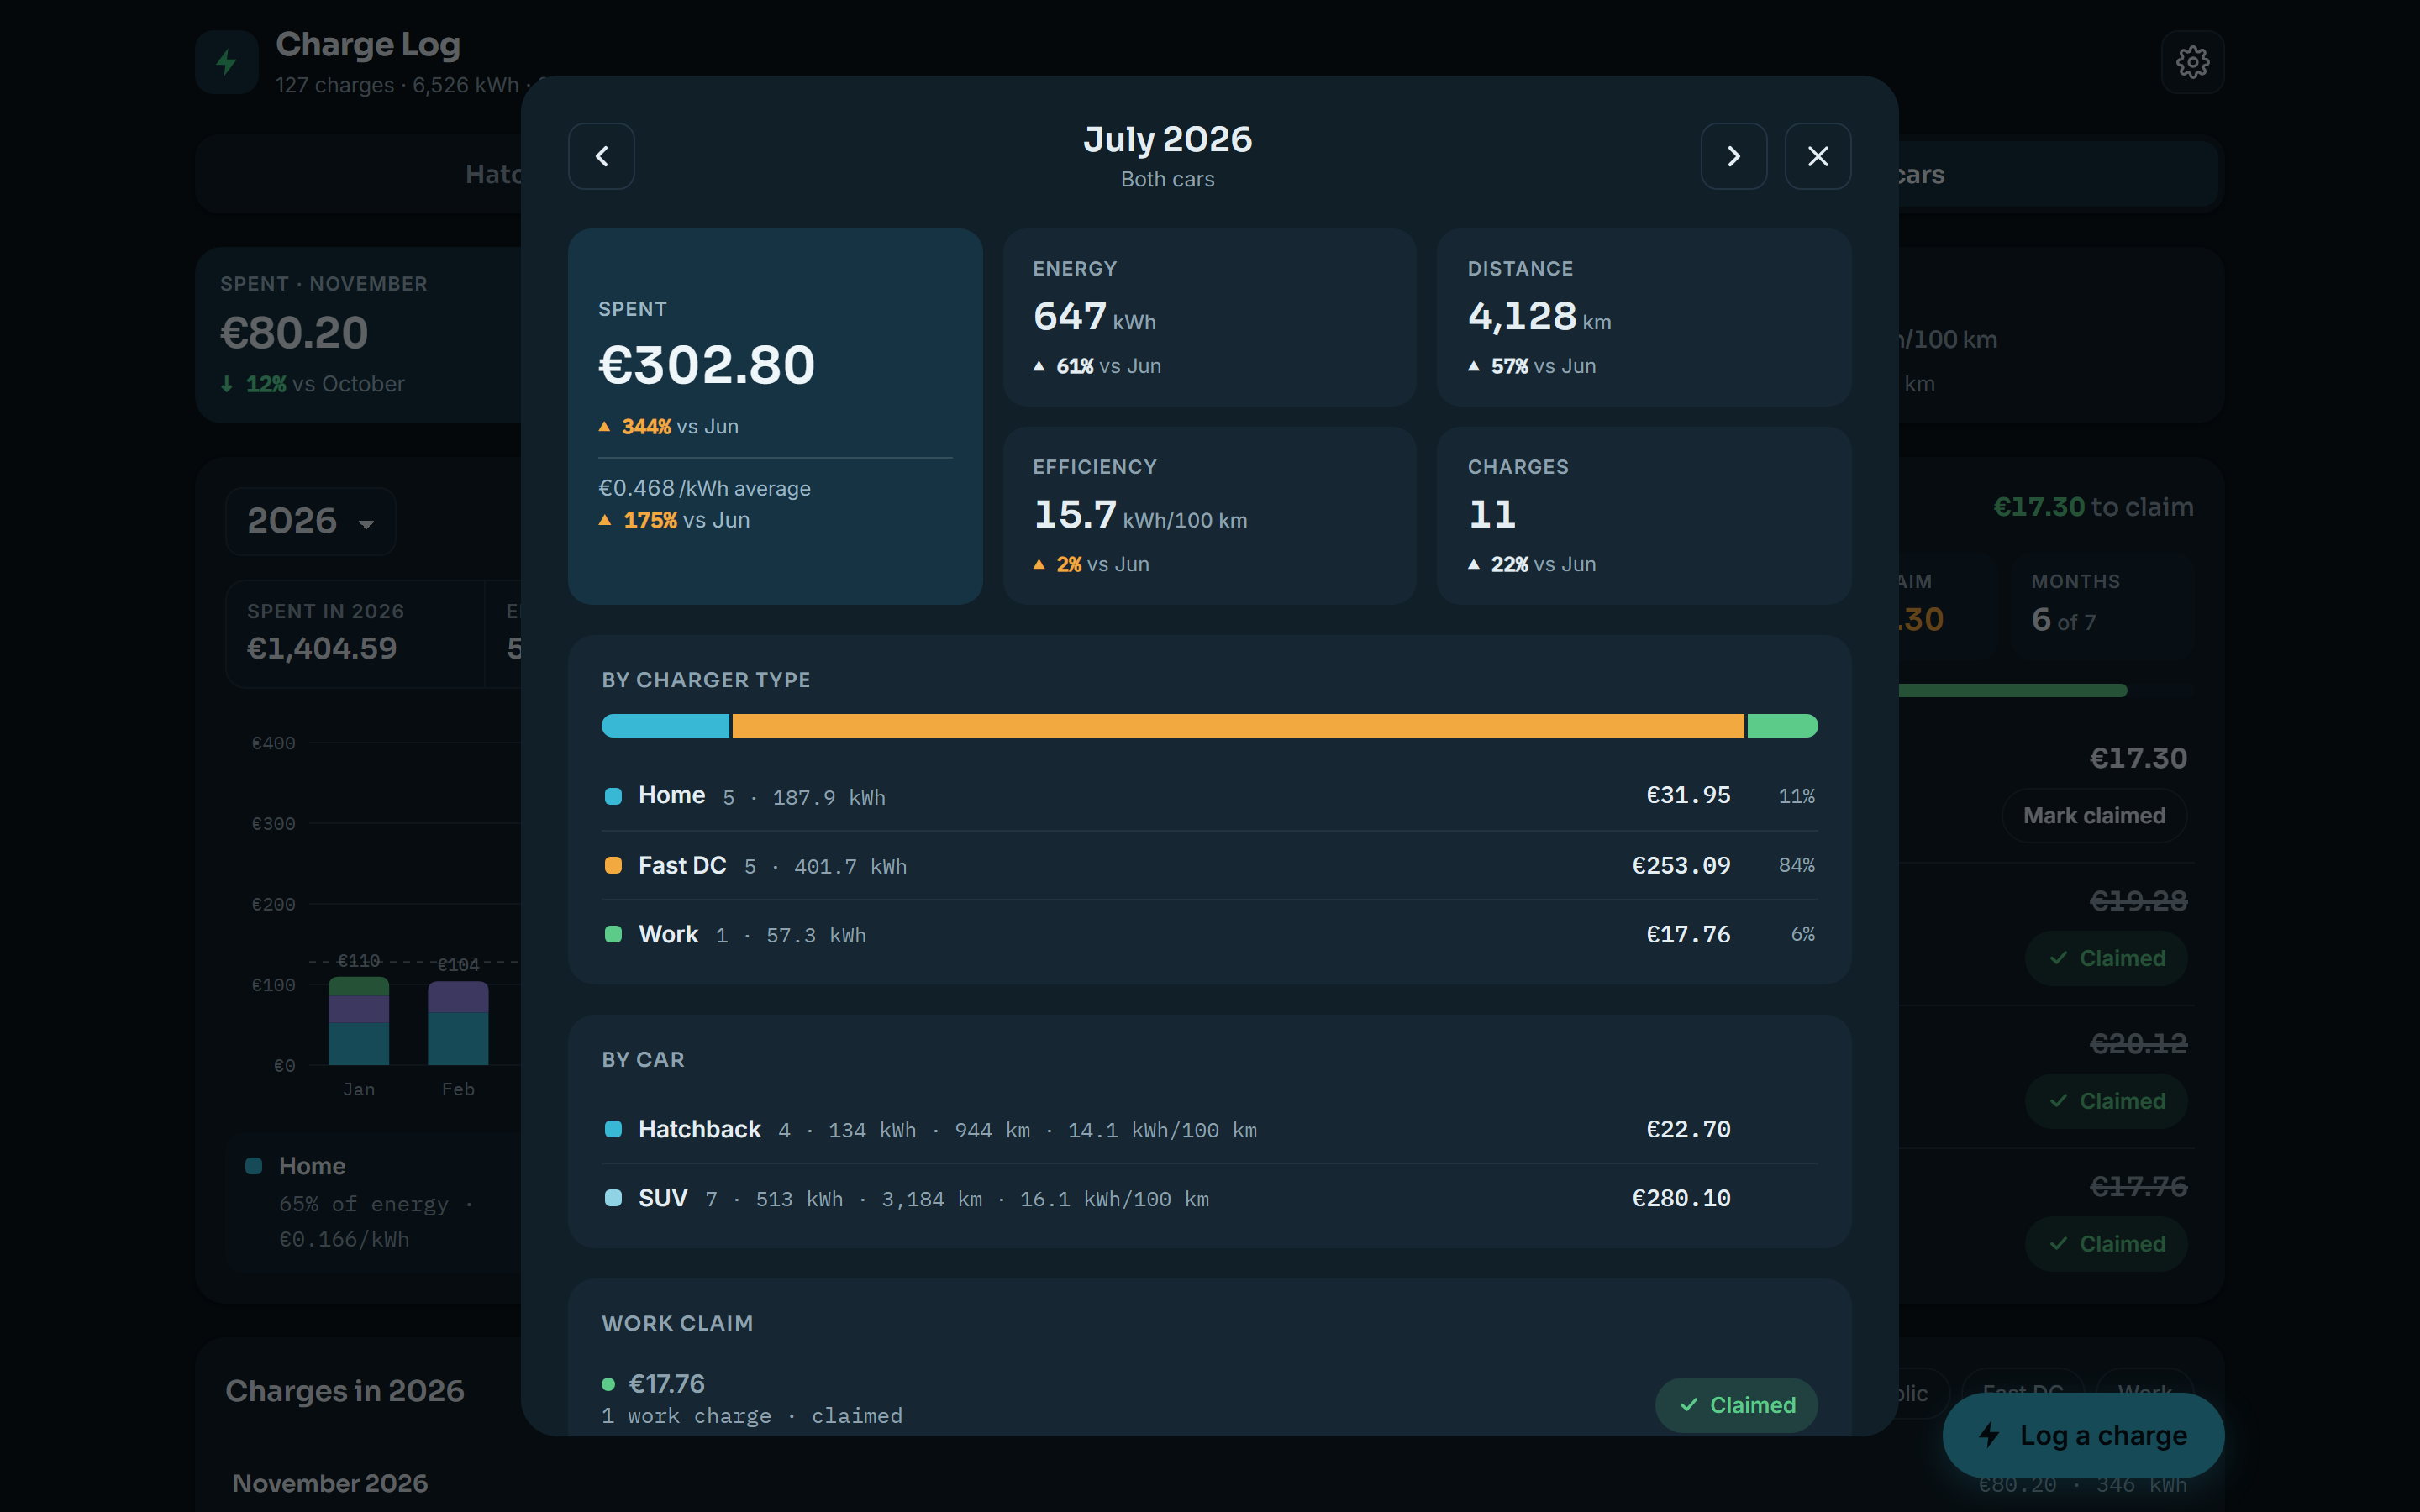 Charge Log
127 charges · 6,526 kWh ·
SPENT · NOVEMBER
€80.20
↓ 12% vs October
2026
SPENT IN 2026
€1,404.59
€400
€300
€200
€100
€0
€110
€104
Jan
Feb
Home
65% of energy ·
€0.166/kWh
Charges in 2026
November 2026
July 2026
Both cars
SPENT
€302.80
▲ 344% vs Jun
€0.468/kWh average
▲ 175% vs Jun
ENERGY
647 kWh
▲ 61% vs Jun
DISTANCE
4,128 km
▲ 57% vs Jun
EFFICIENCY
15.7 kWh/100 km
▲ 2% vs Jun
CHARGES
11
▲ 22% vs Jun
BY CHARGER TYPE
Home 5 · 187.9 kWh €31.95 11%
Fast DC 5 · 401.7 kWh €253.09 84%
Work 1 · 57.3 kWh €17.76 6%
BY CAR
Hatchback 4 · 134 kWh · 944 km · 14.1 kWh/100 km €22.70
SUV 7 · 513 kWh · 3,184 km · 16.1 kWh/100 km €280.10
WORK CLAIM
€17.76
1 work charge · claimed
✓ Claimed
cars
/100 km
km
€17.30 to claim
MONTHS
.30
6 of 7
€17.30
Mark claimed
€19.28
✓ Claimed
€20.12
✓ Claimed
€17.76
✓ Claimed
Fast DC
Work
Log a charge
€80.20 · 346 kWh